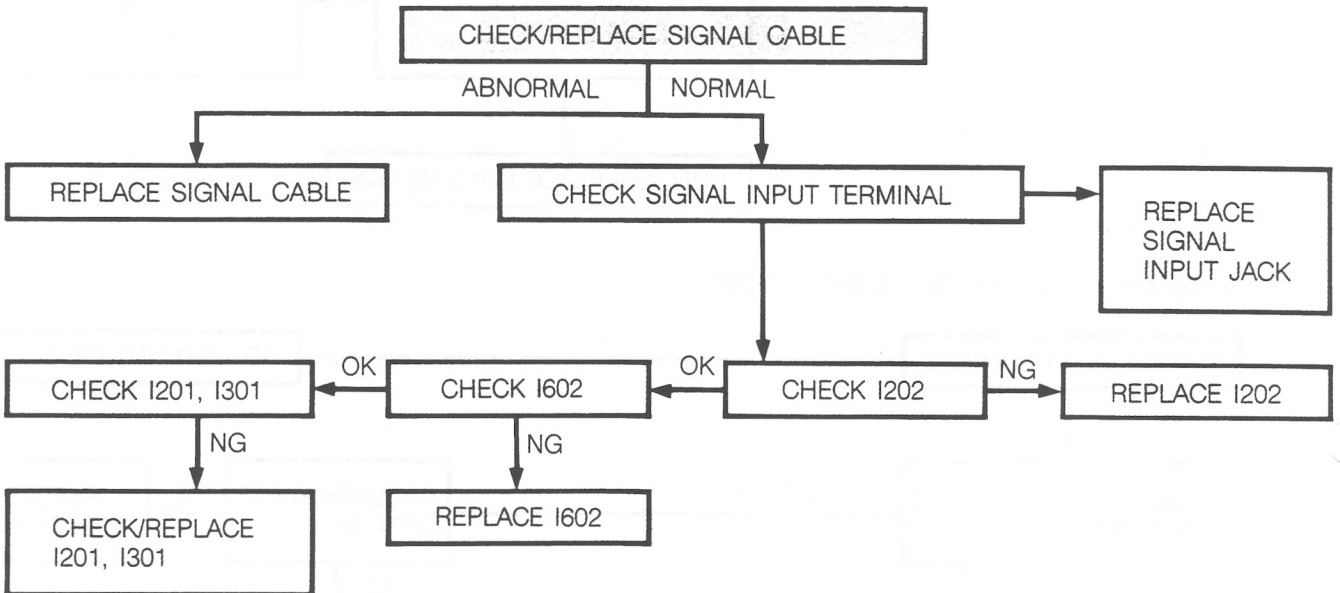 CHECK/REPLACE SIGNAL CABLE
ABNORMAL
NORMAL
REPLACE SIGNAL CABLE
CHECK SIGNAL INPUT TERMINAL
REPLACE
SIGNAL
INPUT JACK
CHECK I201, I301
OK
CHECK I602
OK
CHECK I202
NG
REPLACE I202
NG
NG
CHECK/REPLACE
I201, I301
REPLACE I602